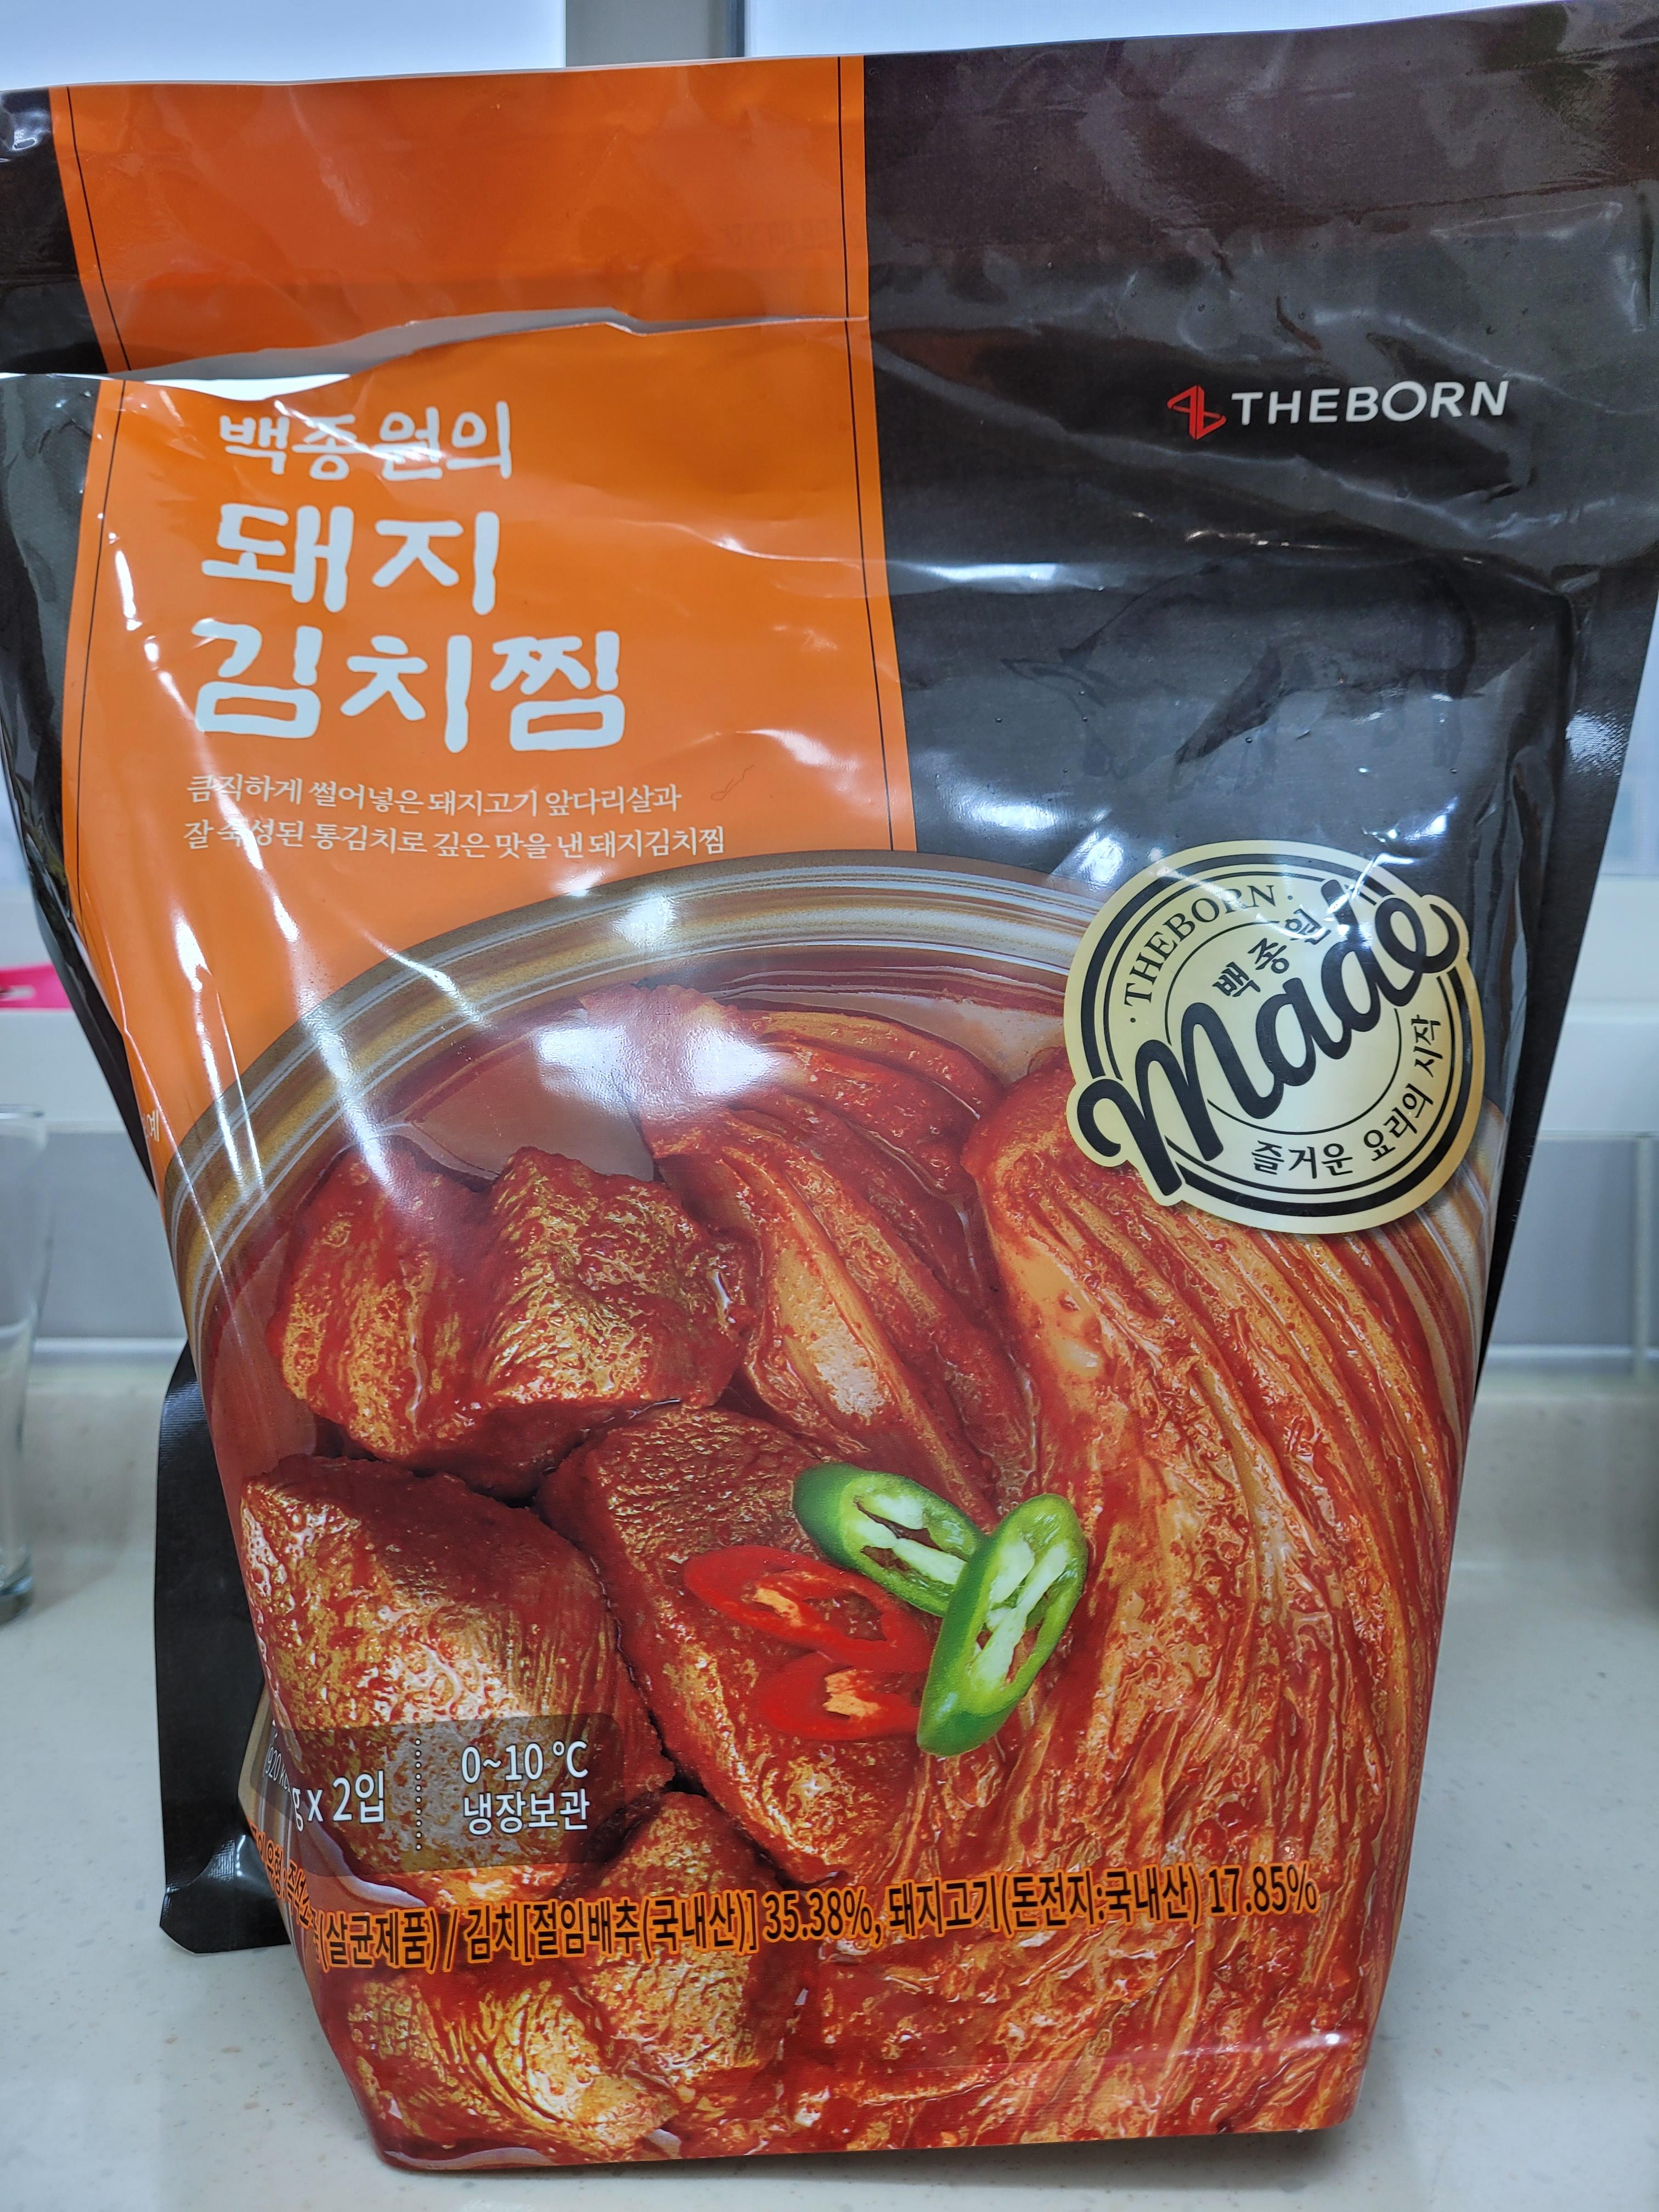 THEBORN
백종원의
돼지
김치찜
큼직하게 썰어넣은 돼지고기 앞다리살과
잘 숙성된 통김치로 깊은 맛을 낸 돼지김치찜
· THEBORN ·
백종원
made
즐거운 요리의 시작
g x 2입
0~10 ℃
냉장보관
(살균제품) / 김치[절임배추(국내산)] 35.38%, 돼지고기(돈전지:국내산) 17.85%